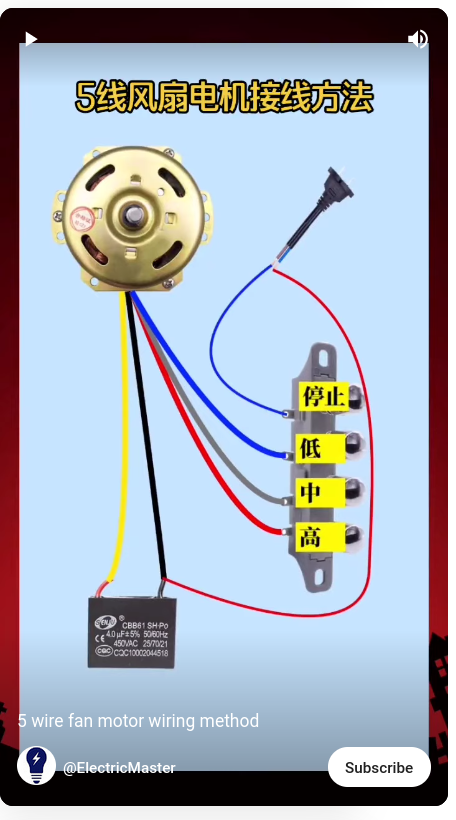 5线风扇电机接线方法
停止
低
中
高
CBB61 SH-Po
4.0 μF±5% 50/60Hz
450VAC 25/70/21
CQC CQC10002044518
5 wire fan motor wiring method
@ElectricMaster
Subscribe